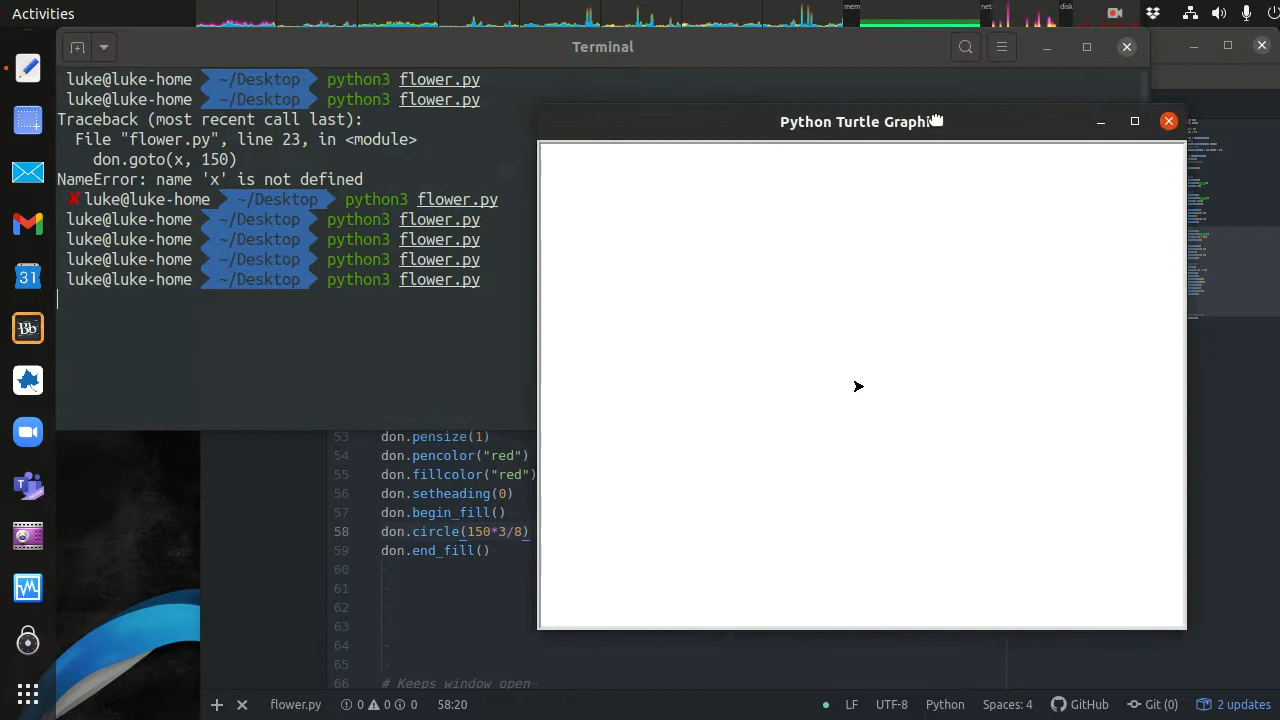 Activities
mem
net
disk
Terminal
luke@luke-home ~/Desktop python3 flower.py
luke@luke-home ~/Desktop python3 flower.py
Traceback (most recent call last):
File "flower.py", line 23, in <module>
don.goto(x, 150)
NameError: name 'x' is not defined
✘luke@luke-home ~/Desktop python3 flower.py
luke@luke-home ~/Desktop python3 flower.py
luke@luke-home ~/Desktop python3 flower.py
luke@luke-home ~/Desktop python3 flower.py
luke@luke-home ~/Desktop python3 flower.py
Python Turtle Graphi
31
Bb
53 don.pensize(1)
54 don.pencolor("red")
55 don.fillcolor("red")
56 don.setheading(0)
57 don.begin_fill()
58 don.circle(150*3/8)
59 don.end_fill()
60
61
62
63
64
65
66 # Keeps window open
flower.py 0 0 0 58:20 LF UTF-8 Python Spaces: 4 GitHub Git (0) 2 updates